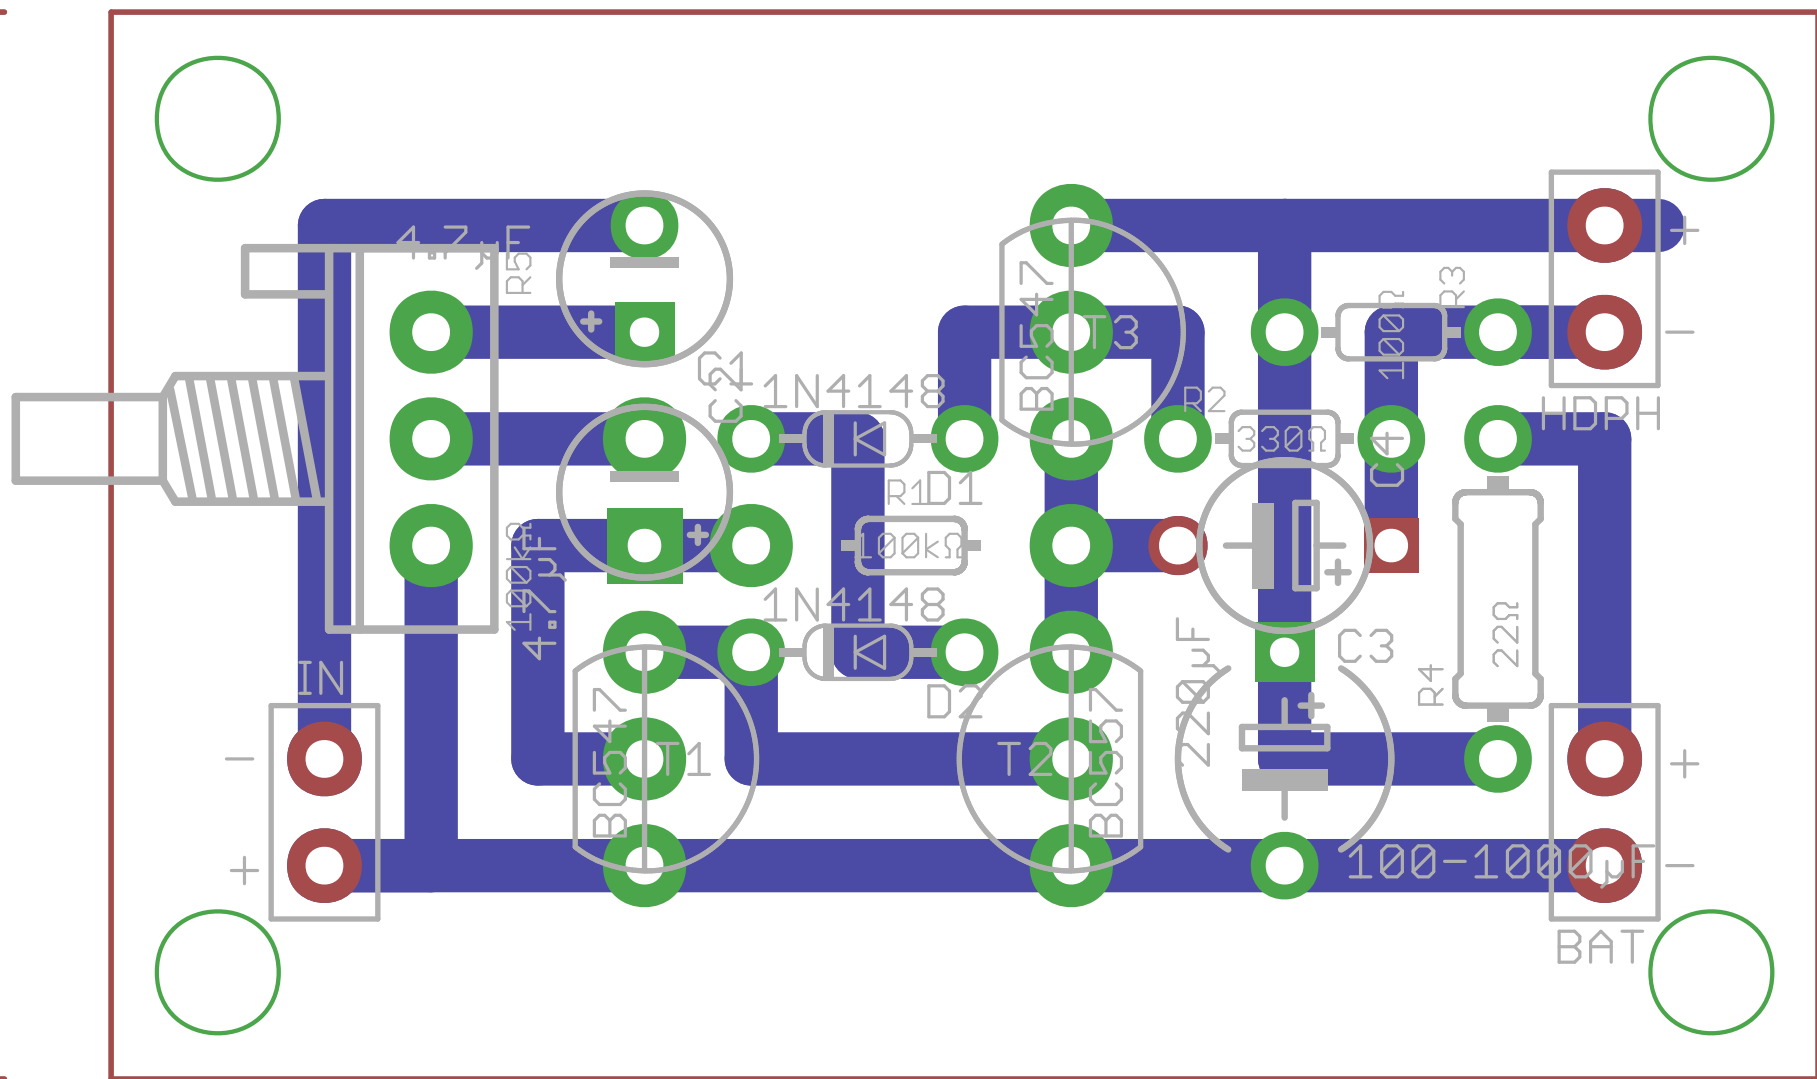 4.7µF
R5
+
C1
C2
1N4148
BC547
T3
R2
330Ω
100Ω
R3
+
−
HDPH
C4
+
R1
D1
100kΩ
100kΩ
4.7µF
+
1N4148
D2
IN
−
+
BC547
T1
T2
BC557
220µF
C3
+
R4
22Ω
100-1000µF
+
−
BAT